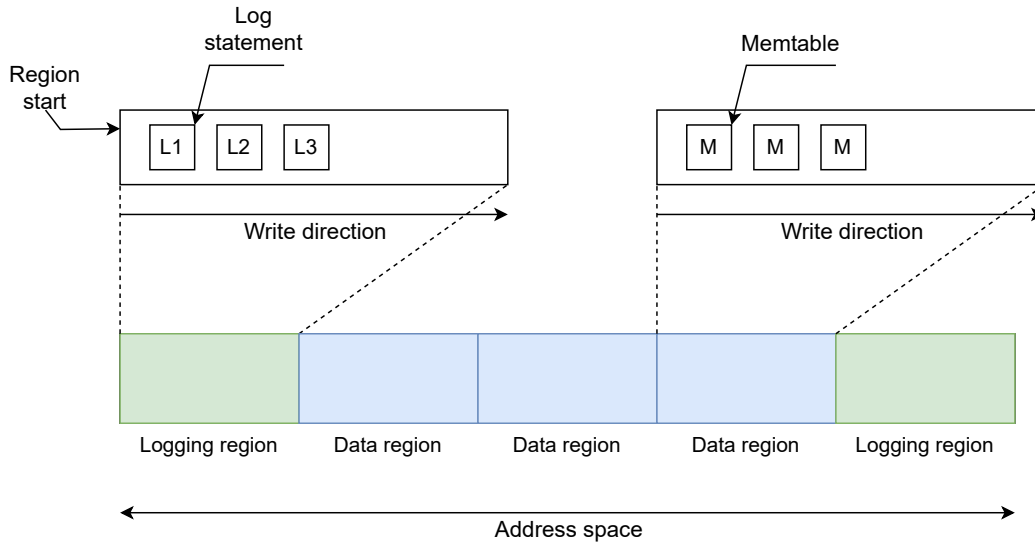 Log
statement
Memtable
Region
start
L1 L2 L3
M M M
Write direction
Write direction
Logging region
Data region
Data region
Data region
Logging region
Address space